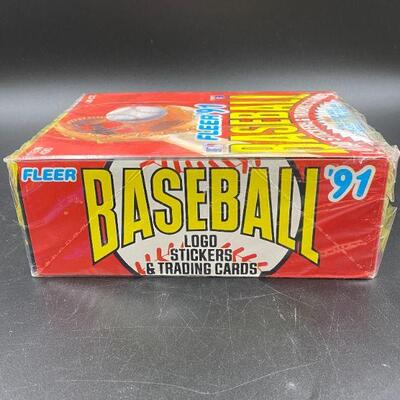 FLEER '91
BASEBALL
FLEER
BASEBALL
'91
LOGO
STICKERS
& TRADING CARDS